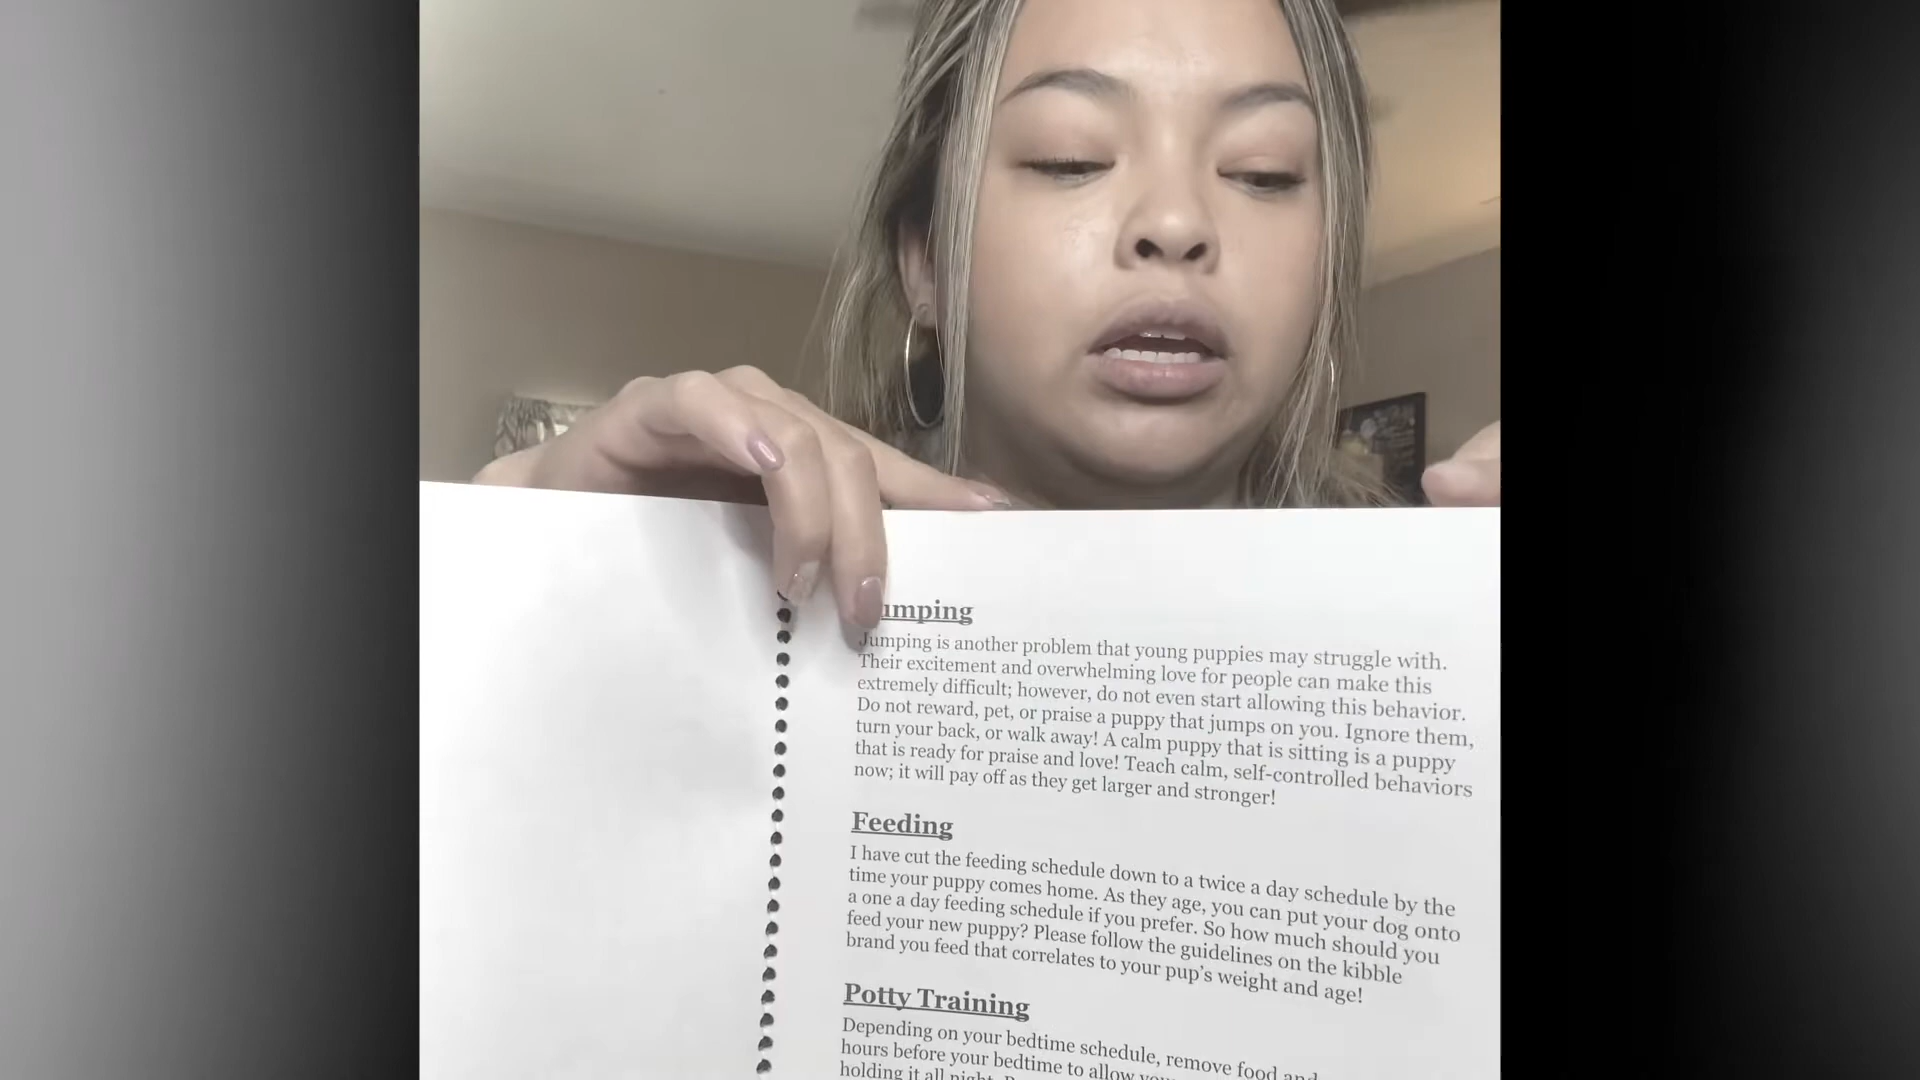 umping
Jumping is another problem that young puppies may struggle with.
Their excitement and overwhelming love for people can make this
extremely difficult; however, do not even start allowing this behavior.
Do not reward, pet, or praise a puppy that jumps on you. Ignore them,
turn your back, or walk away! A calm puppy that is sitting is a puppy
that is ready for praise and love! Teach calm, self-controlled behaviors
now; it will pay off as they get larger and stronger!
Feeding
I have cut the feeding schedule down to a twice a day schedule by the
time your puppy comes home. As they age, you can put your dog onto
a one a day feeding schedule if you prefer. So how much should you
feed your new puppy? Please follow the guidelines on the kibble
brand you feed that correlates to your pup's weight and age!
Potty Training
Depending on your bedtime schedule, remove food and
hours before your bedtime to allow
holding it all night.